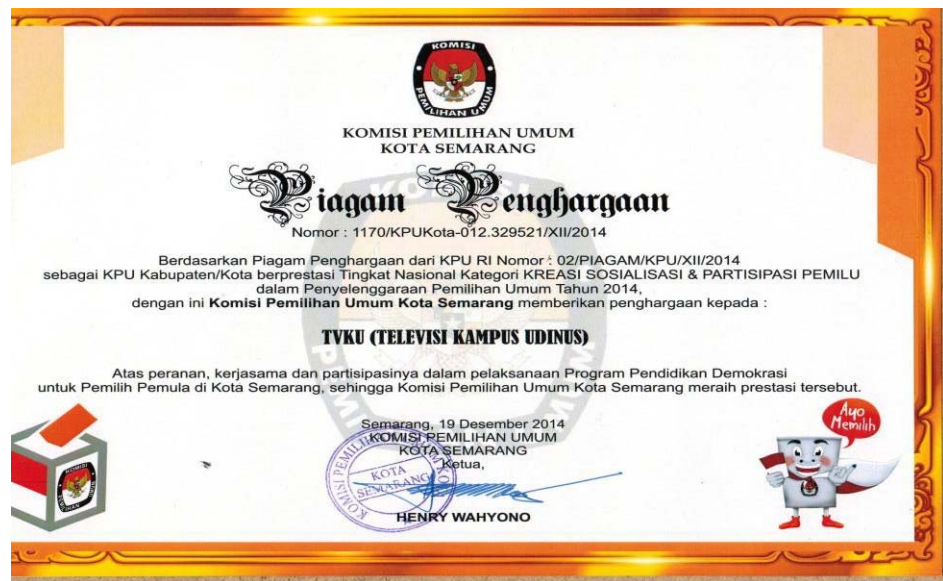 KOMISI
PEMILIHAN UMUM
KOMISI PEMILIHAN UMUM
KOTA SEMARANG
Piagam Penghargaan
Nomor : 1170/KPUKota-012.329521/XII/2014
Berdasarkan Piagam Penghargaan dari KPU RI Nomor : 02/PIAGAM/KPU/XII/2014
sebagai KPU Kabupaten/Kota berprestasi Tingkat Nasional Kategori KREASI SOSIALISASI & PARTISIPASI PEMILU
dalam Penyelenggaraan Pemilihan Umum Tahun 2014,
dengan ini Komisi Pemilihan Umum Kota Semarang memberikan penghargaan kepada :
TVKU (TELEVISI KAMPUS UDINUS)
Atas peranan, kerjasama dan partisipasinya dalam pelaksanaan Program Pendidikan Demokrasi
untuk Pemilih Pemula di Kota Semarang, sehingga Komisi Pemilihan Umum Kota Semarang meraih prestasi tersebut.
Semarang, 19 Desember 2014
KOMISI PEMILIHAN UMUM
KOTA SEMARANG
Ketua,
HENRY WAHYONO
KOTA
SEMARANG
KOMISI
Ayo
Memilih